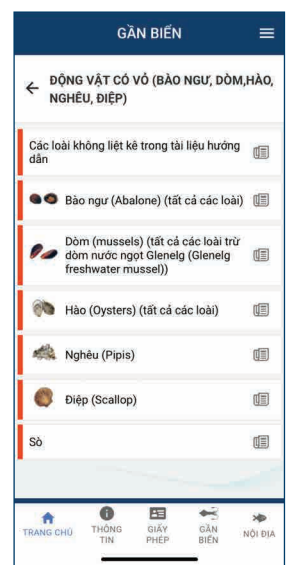 GẦN BIỂN
ĐỘNG VẬT CÓ VỎ (BÀO NGƯ, DÒM,HÀO,
NGHÊU, ĐIỆP)
Các loài không liệt kê trong tài liệu hướng
dẫn
Bào ngư (Abalone) (tất cả các loài)
Dòm (mussels) (tất cả các loài trừ
dòm nước ngọt Glenelg (Glenelg
freshwater mussel))
Hào (Oysters) (tất cả các loài)
Nghêu (Pipis)
Điệp (Scallop)
Sò
TRANG CHỦ
THÔNG
TIN
GIẤY
PHÉP
GẦN
BIỂN
NỘI ĐỊA